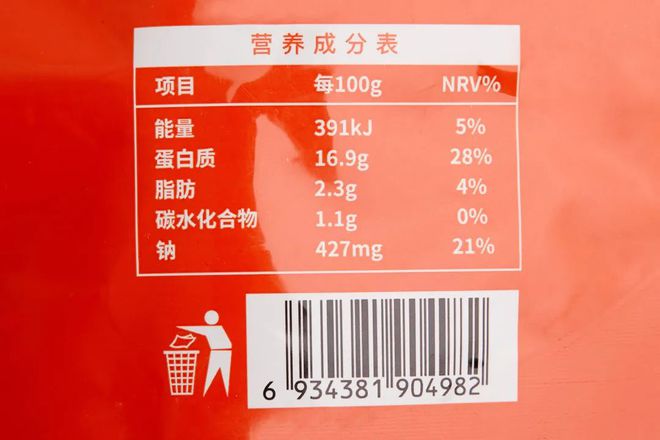 营养成分表
项目 每100g NRV%
能量 391kJ 5%
蛋白质 16.9g 28%
脂肪 2.3g 4%
碳水化合物 1.1g 0%
钠 427mg 21%
6 934381 904982